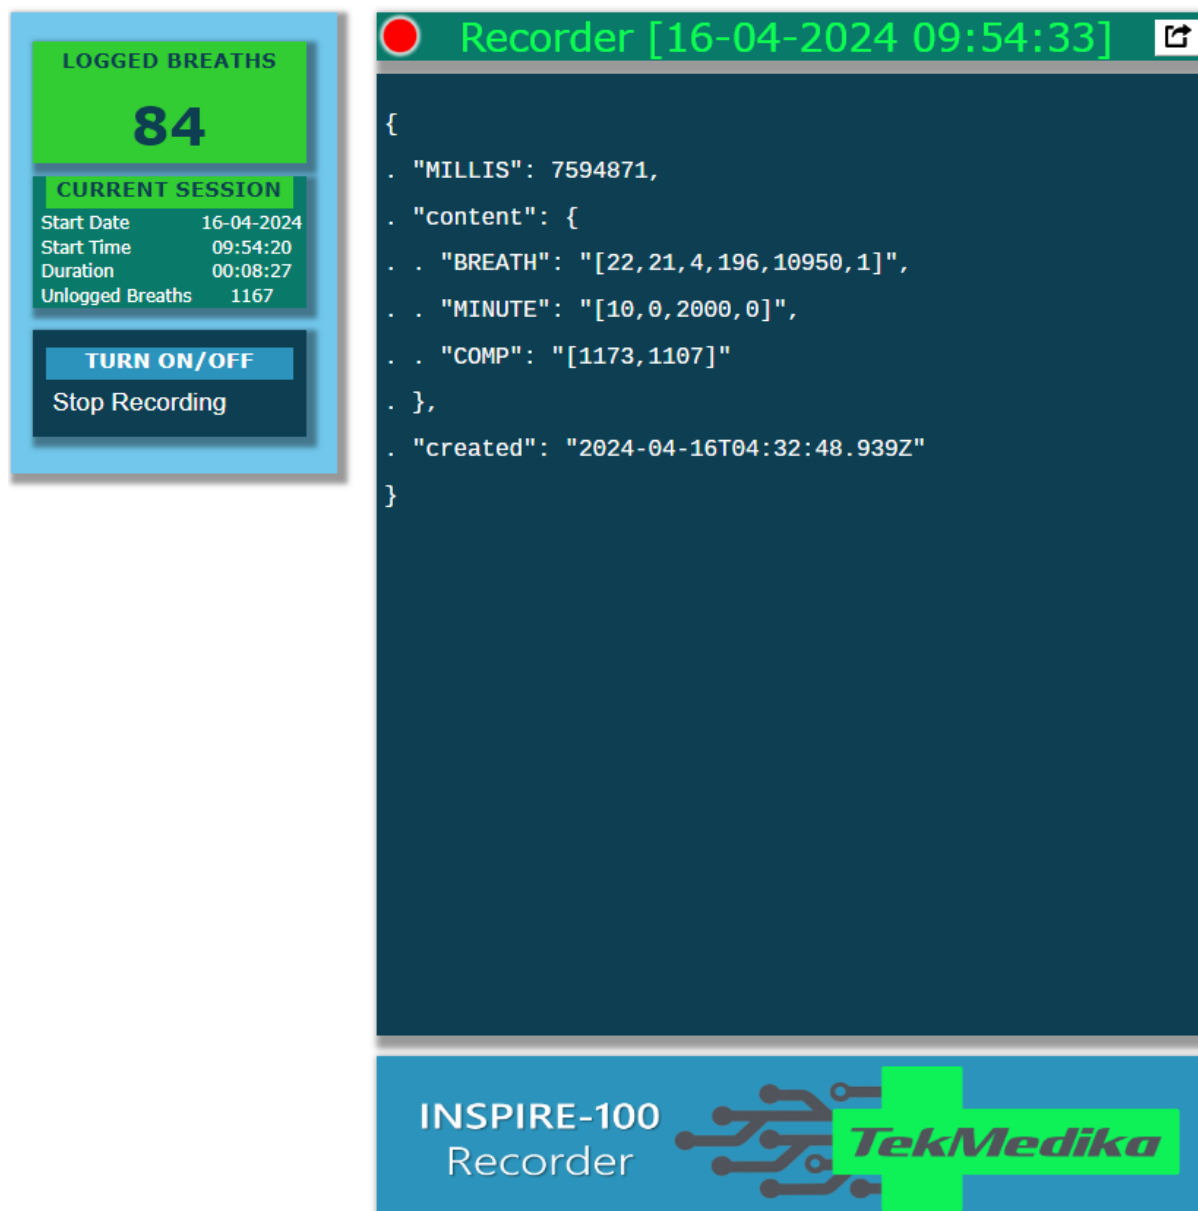 LOGGED BREATHS
84
CURRENT SESSION
Start Date 16-04-2024
Start Time 09:54:20
Duration 00:08:27
Unlogged Breaths 1167
TURN ON/OFF
Stop Recording
Recorder [16-04-2024 09:54:33]
{
. "MILLIS": 7594871,
. "content": {
. . "BREATH": "[22,21,4,196,10950,1]",
. . "MINUTE": "[10,0,2000,0]",
. . "COMP": "[1173,1107]"
. },
. "created": "2024-04-16T04:32:48.939Z"
}
INSPIRE-100
Recorder
TekMedika